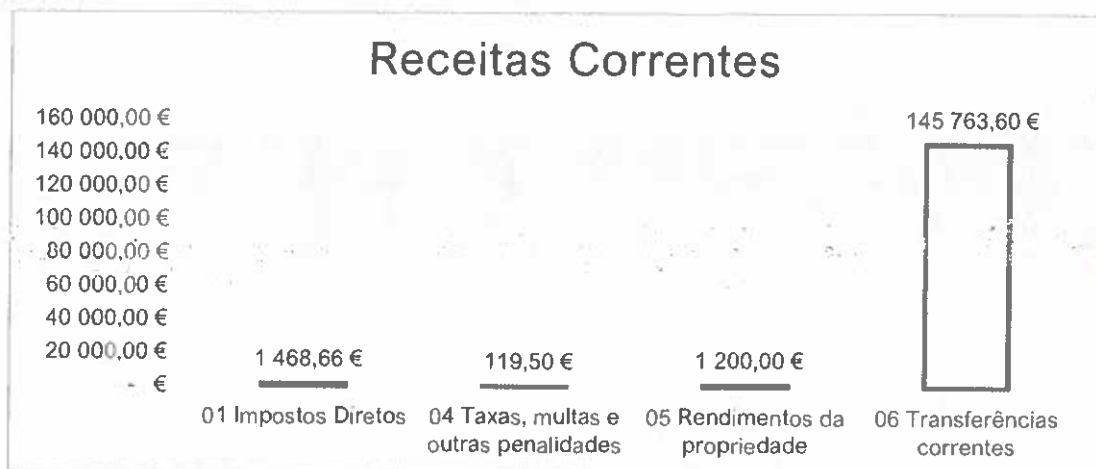 Receitas Correntes
160 000,00 €
140 000,00 €
120 000,00 €
100 000,00 €
80 000,00 €
60 000,00 €
40 000,00 €
20 000,00 €
- €
1 468,66 €
119,50 €
1 200,00 €
145 763,60 €
01 Impostos Diretos
04 Taxas, multas e
outras penalidades
05 Rendimentos da
propriedade
06 Transferências
correntes